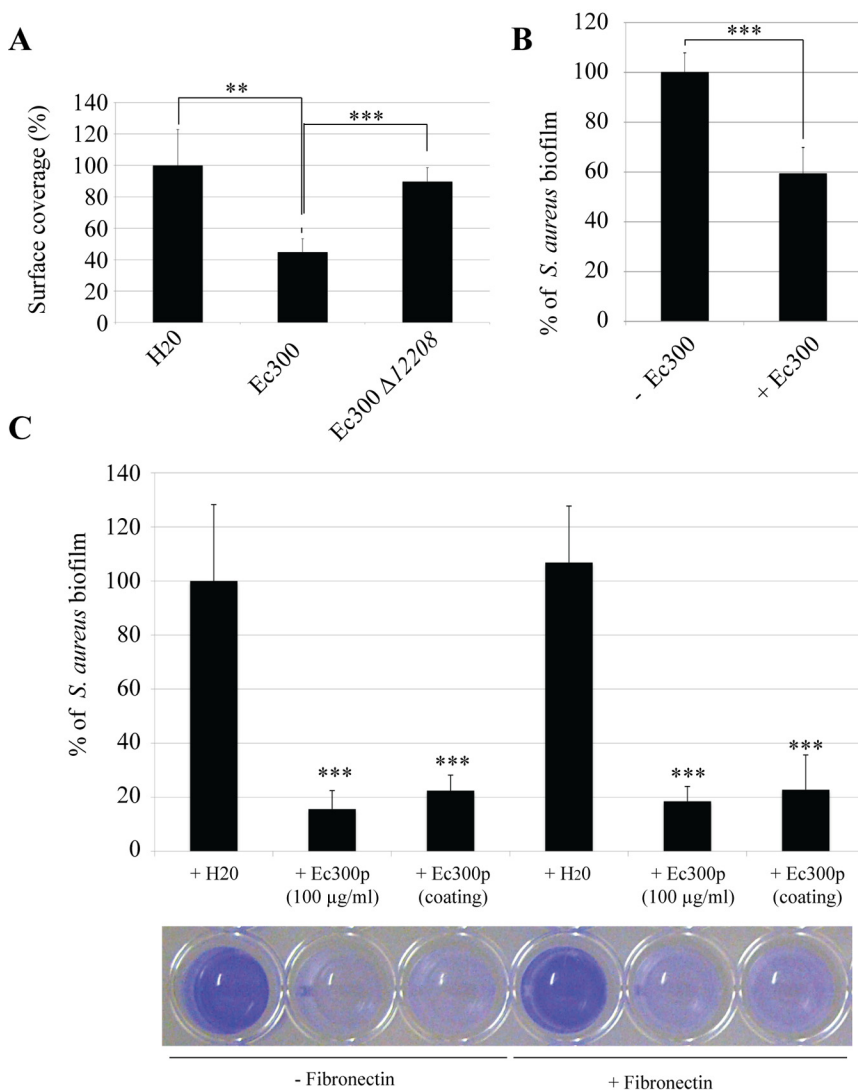 A
Surface coverage (%)
140
120
100
80
60
40
20
0
**
***
H20
Ec300
Ec300 Δ12208
B
% of S. aureus biofilm
120
100
80
60
40
20
0
***
- Ec300
+ Ec300
C
% of S. aureus biofilm
140
120
100
80
60
40
20
0
***
***
***
***
+ H20
+ Ec300p
(100 µg/ml)
+ Ec300p
(coating)
+ H20
+ Ec300p
(100 µg/ml)
+ Ec300p
(coating)
- Fibronectin
+ Fibronectin